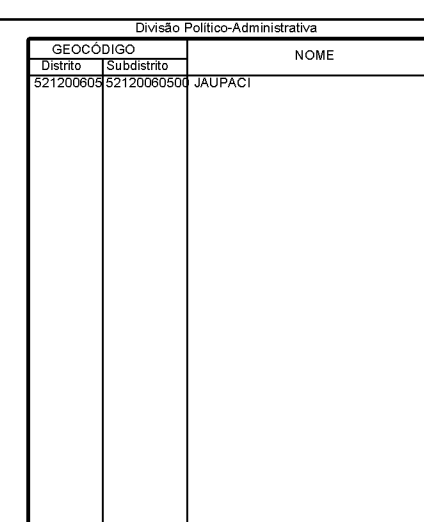 Divisão Político-Administrativa
GEOCÓDIGO NOME
Distrito Subdistrito
521200605 52120060500 JAUPACI